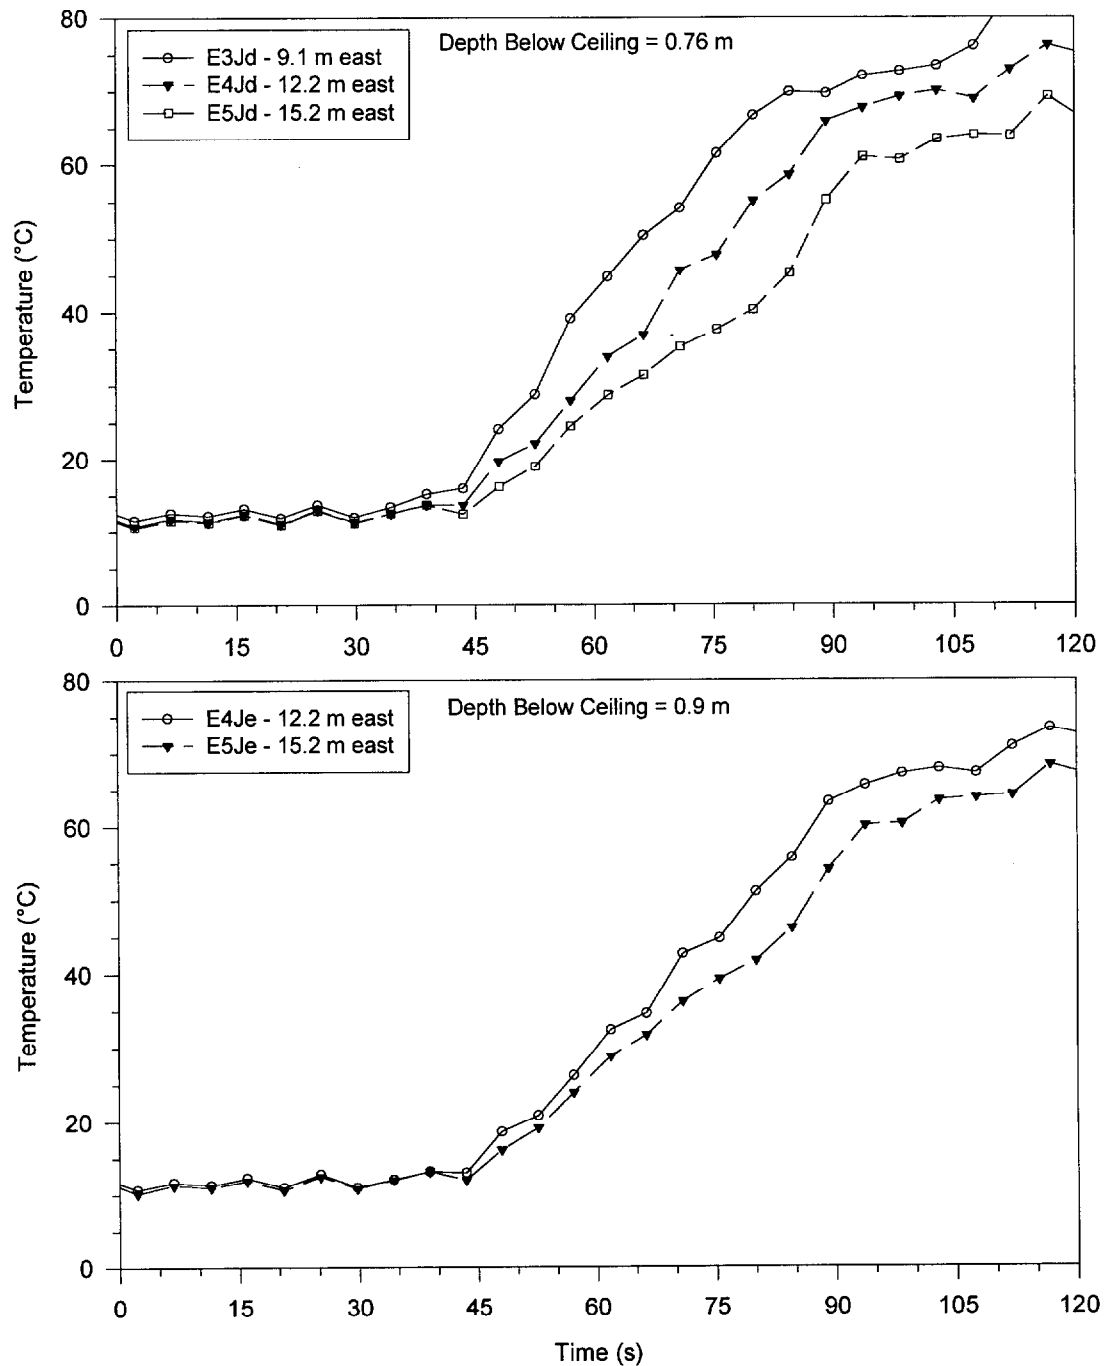 Depth Below Ceiling = 0.76 m
E3Jd - 9.1 m east
E4Jd - 12.2 m east
E5Jd - 15.2 m east
80
60
40
20
0
Temperature (°C)
0 15 30 45 60 75 90 105 120
Depth Below Ceiling = 0.9 m
E4Je - 12.2 m east
E5Je - 15.2 m east
80
60
40
20
0
Temperature (°C)
0 15 30 45 60 75 90 105 120
Time (s)